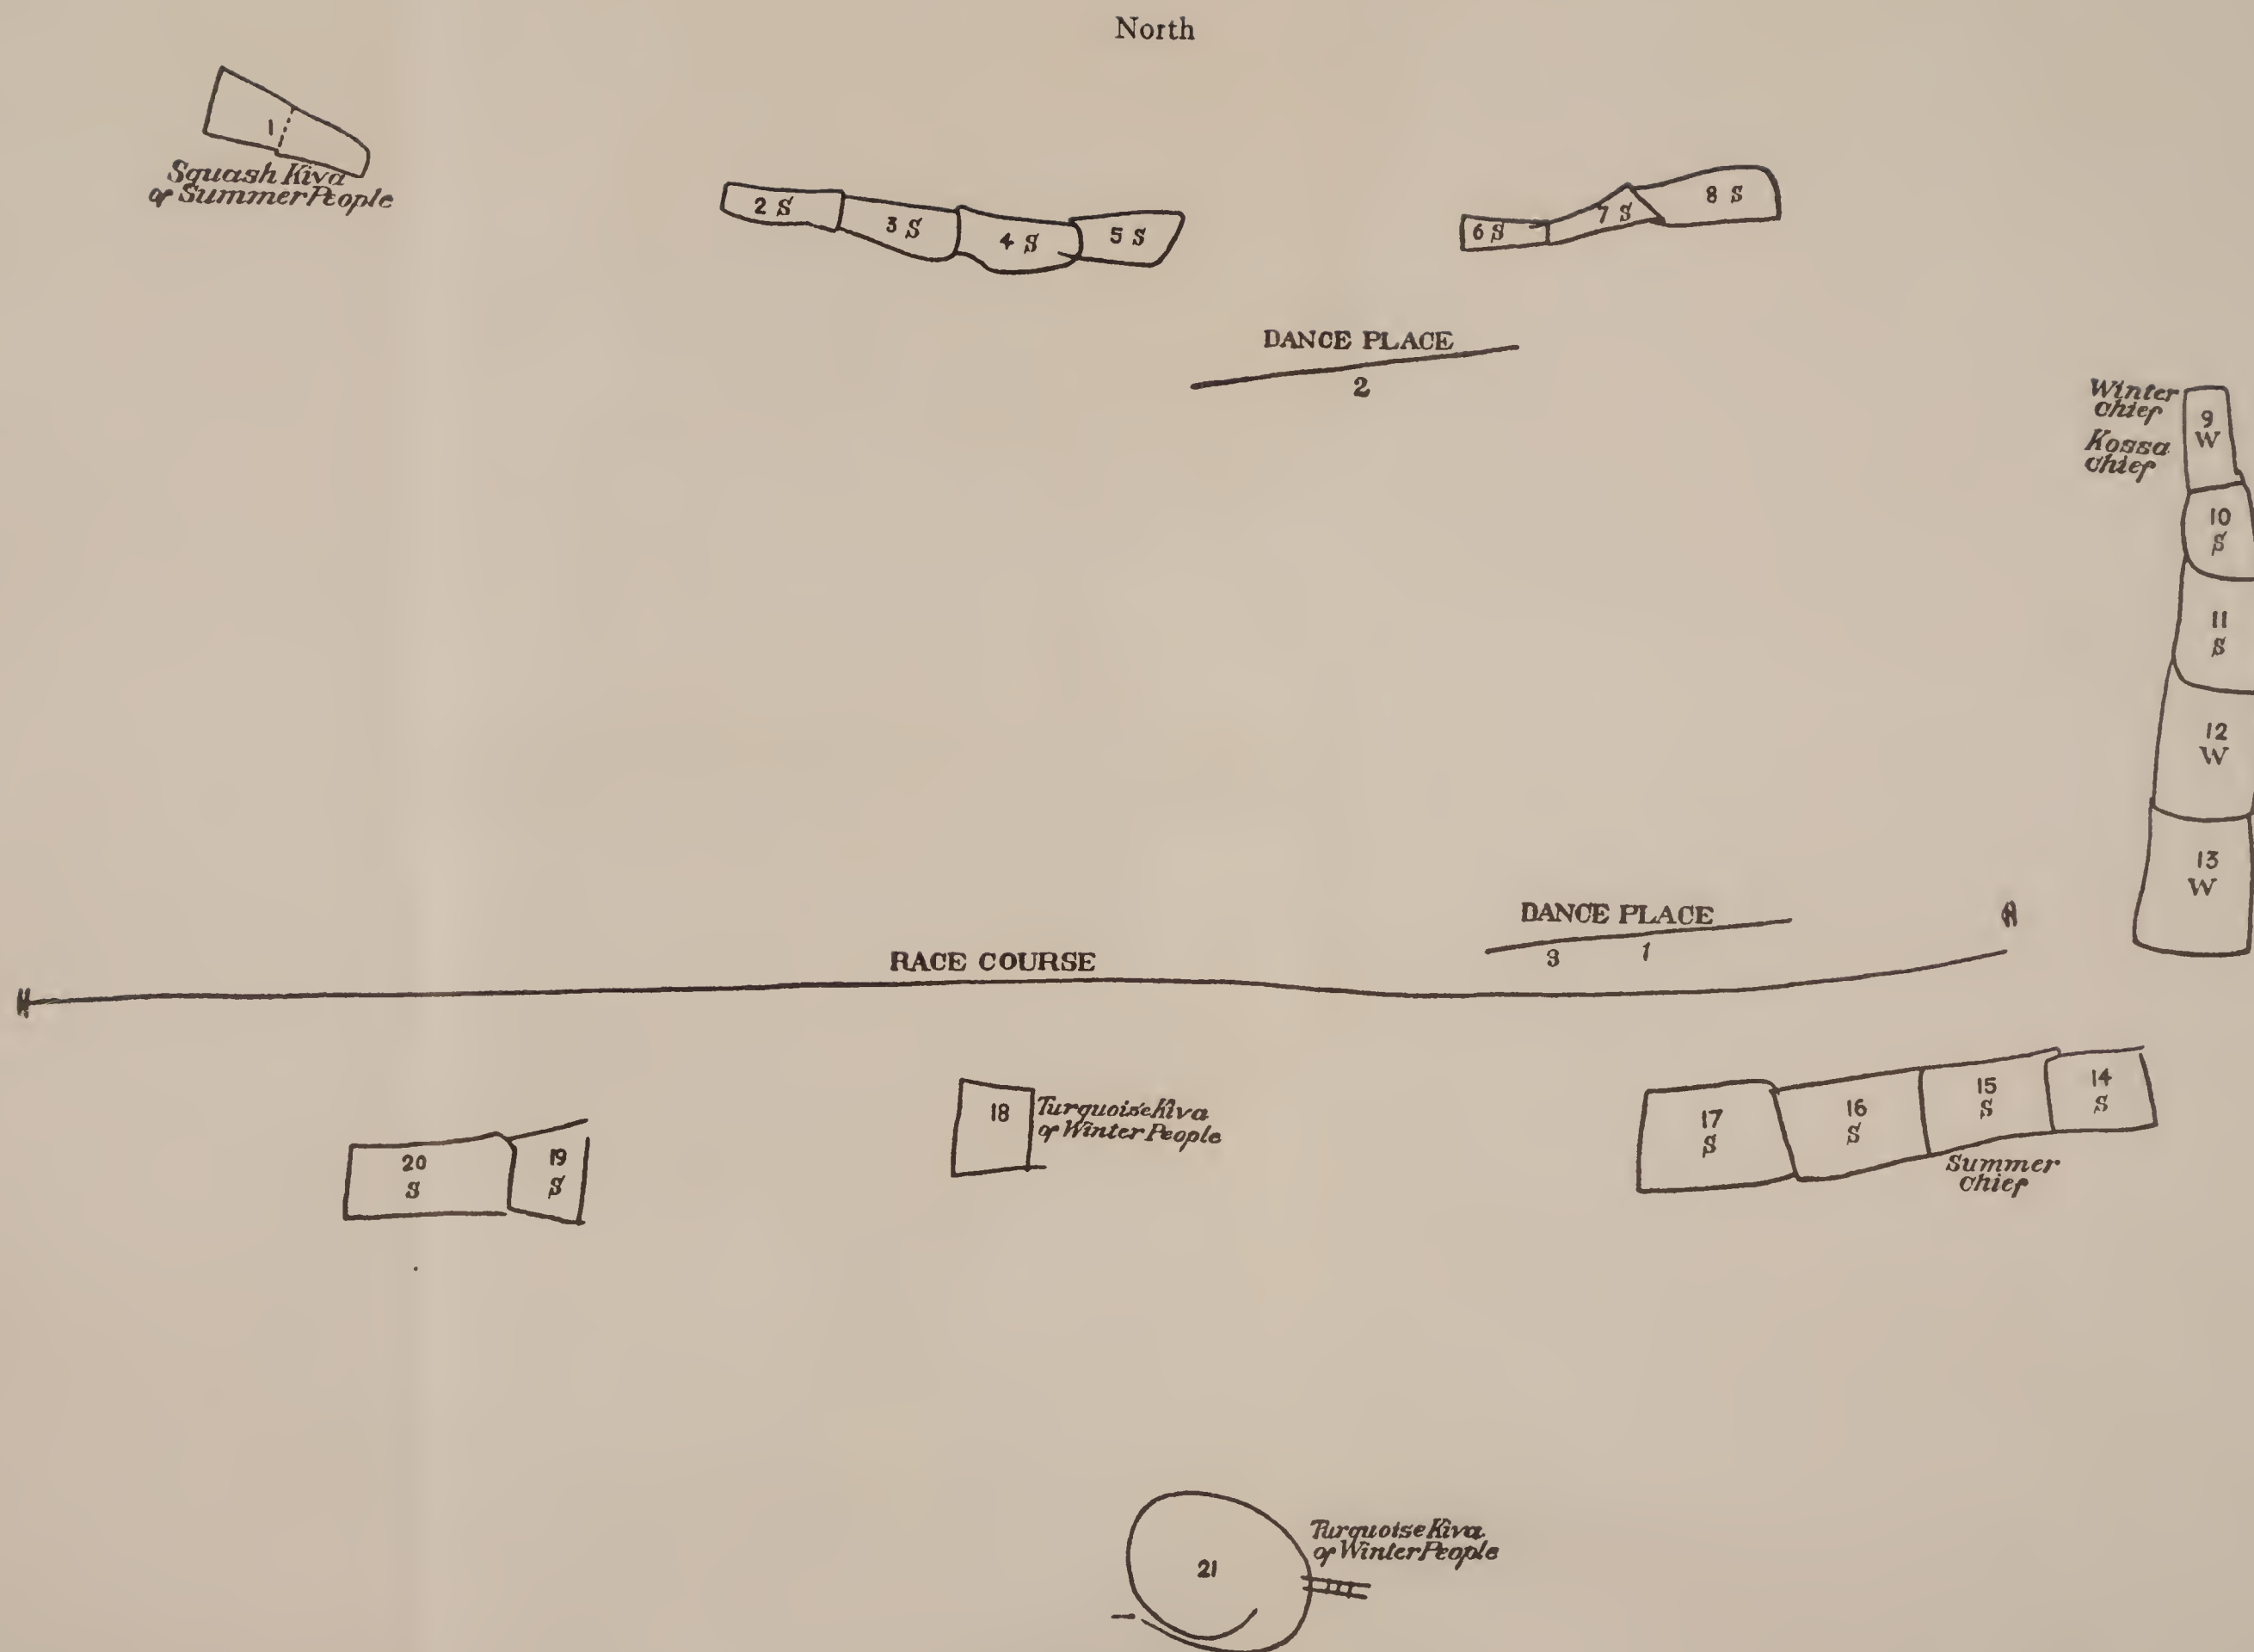 North
1
Squash Kiva
of Summer People
2 S
3 S
4 S
5 S
6 S
7 S
8 S
DANCE PLACE
2
Winter
Chief
Kossa
Chief
9
W
10
S
11
S
12
W
13
W
DANCE PLACE
3 1
RACE COURSE
14
S
15
S
16
S
17
S
Summer
Chief
18
Turquoise Kiva
of Winter People
19
S
20
S
21
Turquoise Kiva
of Winter People